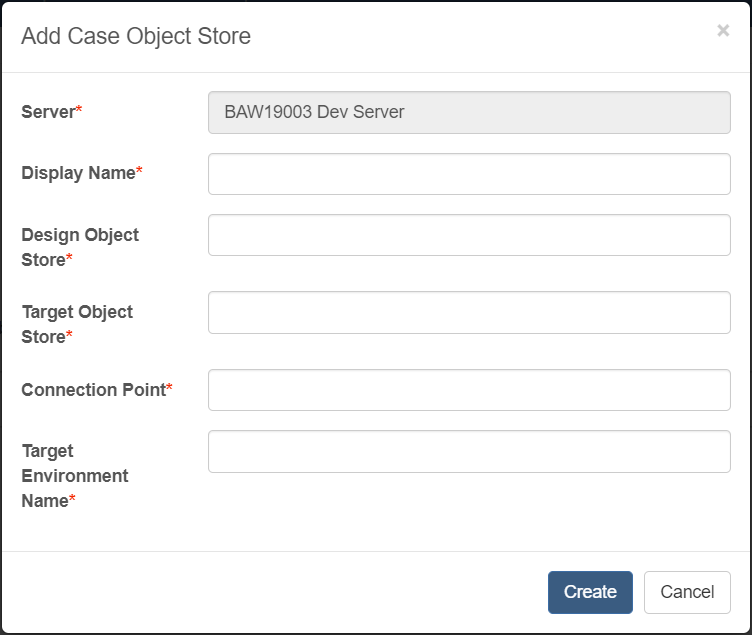 Add Case Object Store
×
Server* BAW19003 Dev Server
Display Name*
Design Object
Store*
Target Object
Store*
Connection Point*
Target
Environment
Name*
Create Cancel